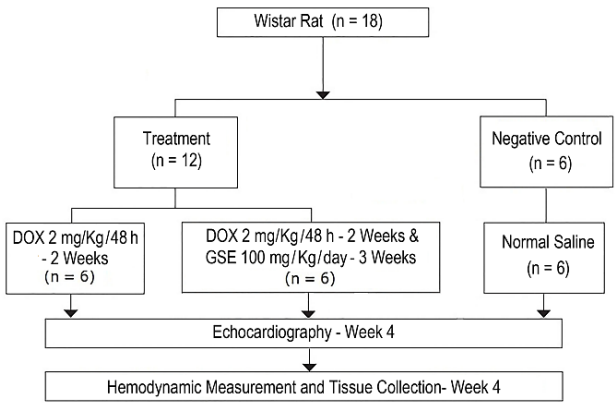 Wistar Rat (n = 18)
Treatment
(n = 12)
Negative Control
(n = 6)
DOX 2 mg/Kg/48 h
- 2 Weeks
(n = 6)
DOX 2 mg/Kg/48 h - 2 Weeks &
GSE 100 mg/Kg/day - 3 Weeks
(n = 6)
Normal Saline
(n = 6)
Echocardiography - Week 4
Hemodynamic Measurement and Tissue Collection- Week 4